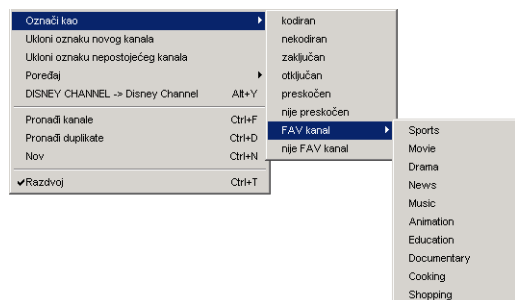 Označi kao
Ukloni oznaku novog kanala
Ukloni oznaku nepostojećeg kanala
Poređaj
DISNEY CHANNEL -> Disney Channel Alt+Y
Pronađi kanale Ctrl+F
Pronađi duplikate Ctrl+D
Nov Ctrl+N
Razdvoj Ctrl+T
kodiran
nekodiran
zaključan
otključan
preskočen
nije preskočen
FAV kanal
nije FAV kanal
Sports
Movie
Drama
News
Music
Animation
Education
Documentary
Cooking
Shopping